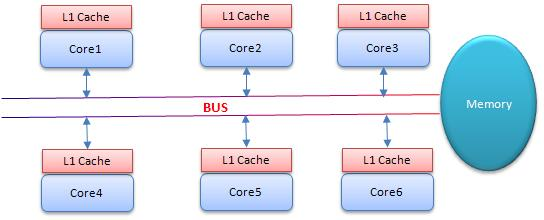 L1 Cache
Core1
L1 Cache
Core2
L1 Cache
Core3
BUS
Memory
L1 Cache
Core4
L1 Cache
Core5
L1 Cache
Core6